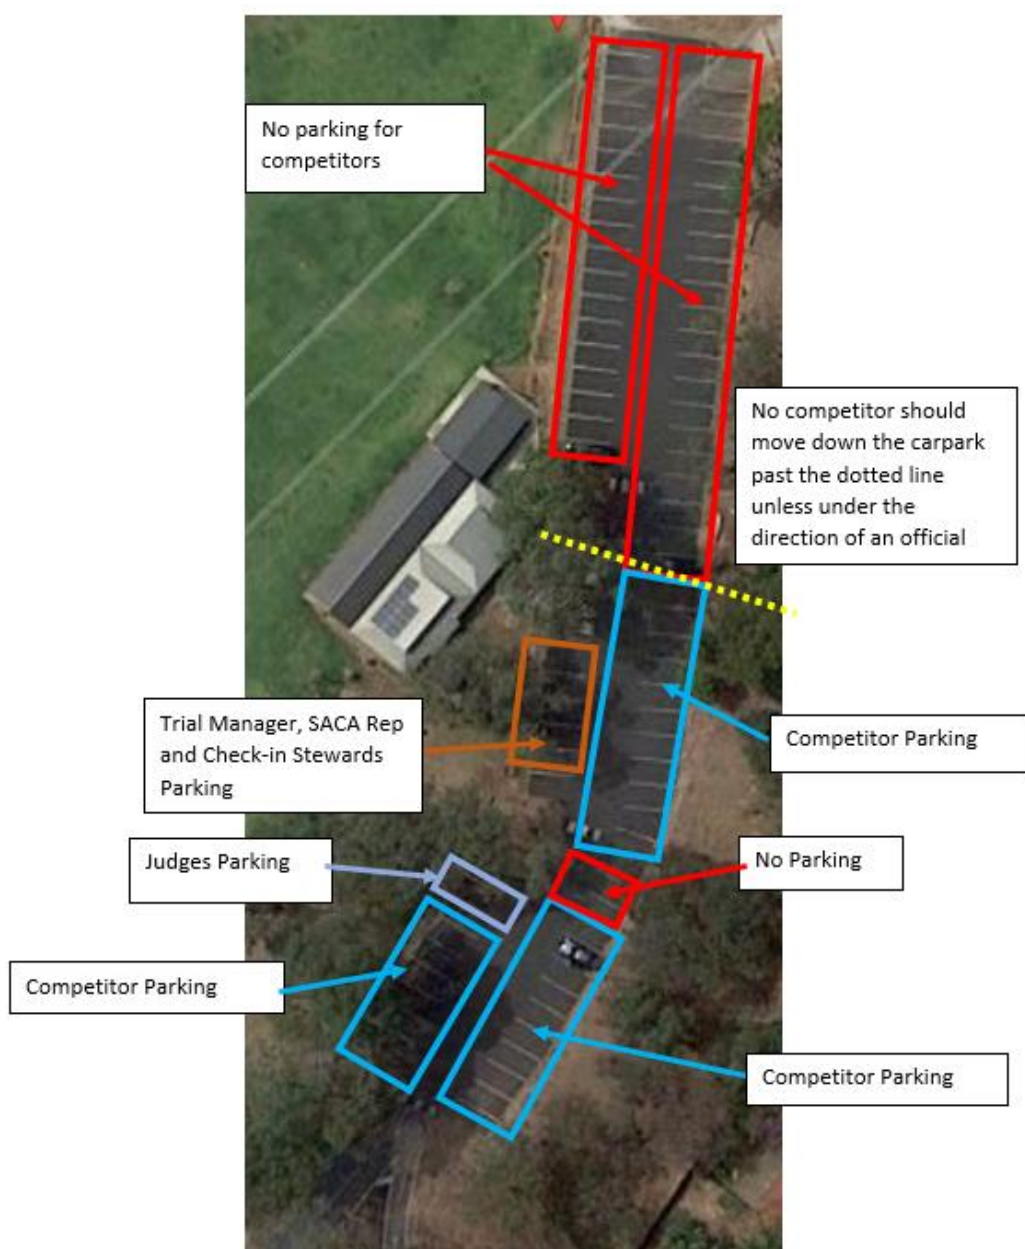 No parking for
competitors
No competitor should
move down the carpark
past the dotted line
unless under the
direction of an official
Trial Manager, SACA Rep
and Check-in Stewards
Parking
Competitor Parking
Judges Parking
No Parking
Competitor Parking
Competitor Parking